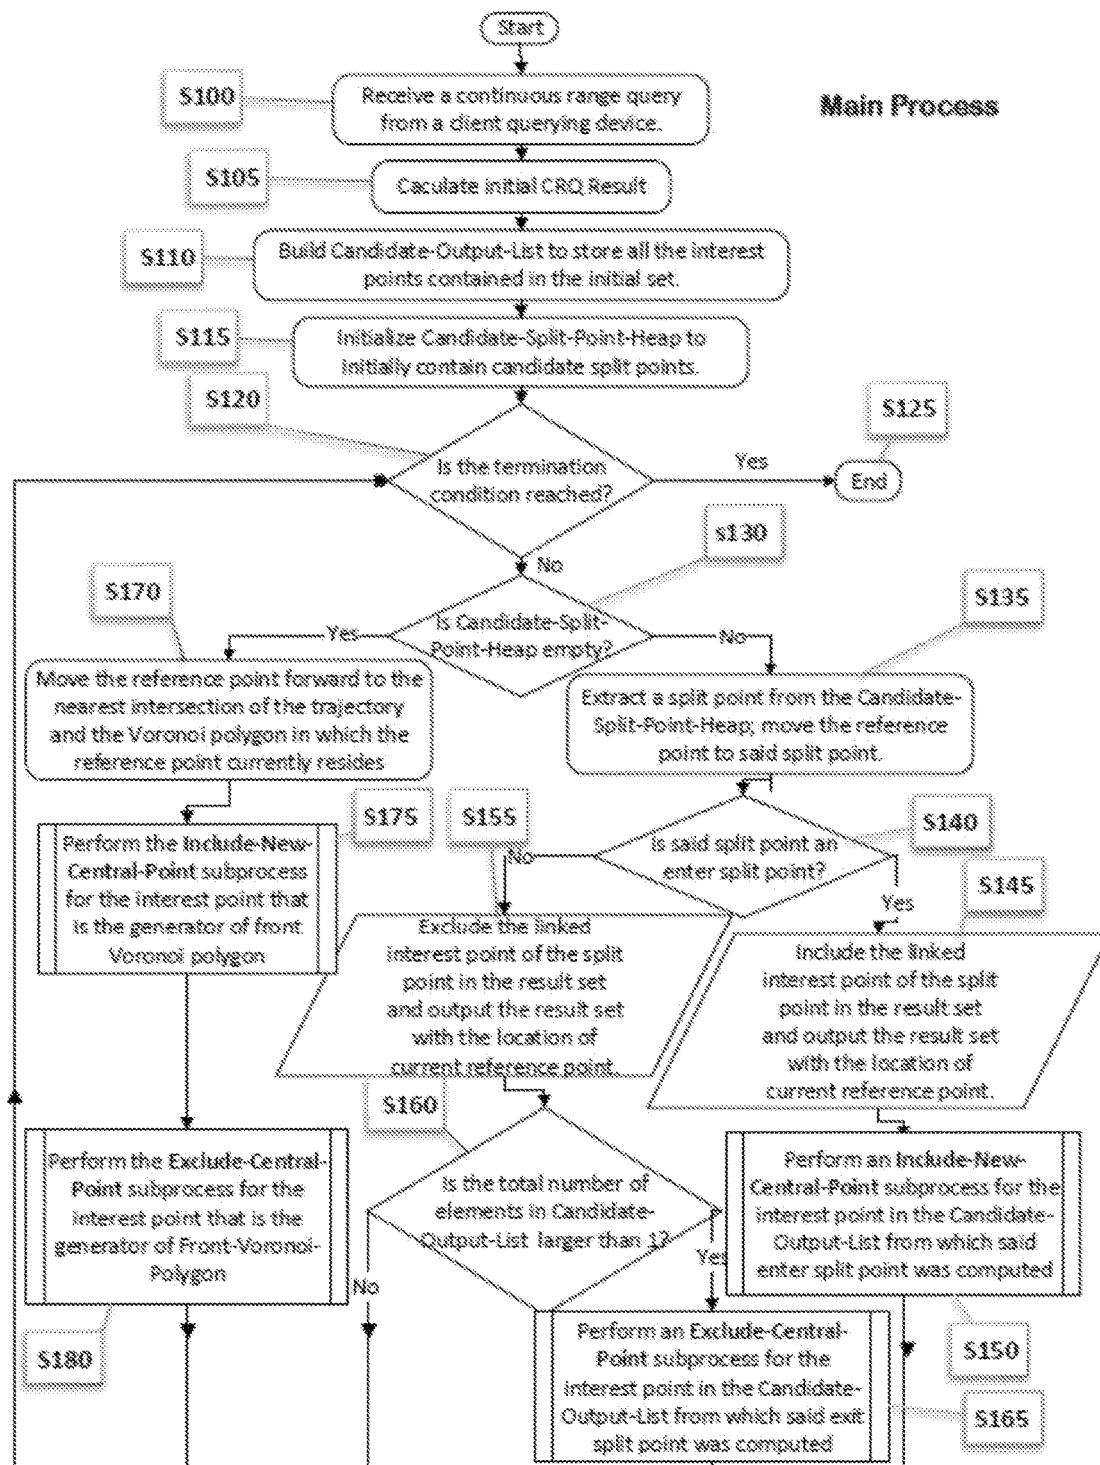 Start
Main Process
S100
Receive a continuous range query
from a client querying device.
S105
Caculate initial CRQ Result
S110
Build Candidate-Output-List to store all the interest
points contained in the initial set.
S115
Initialize Candidate-Split-Point-Heap to
initially contain candidate split points.
S120
Is the termination
condition reached?
Yes
S125
End
No
s130
Is Candidate-Split-
Point-Heap empty?
Yes
No
S170
Move the reference point forward to the
nearest intersection of the trajectory
and the Voronoi polygon in which the
reference point currently resides
S135
Extract a split point from the Candidate-
Split-Point-Heap; move the reference
point to said split point.
S175
Perform the Include-New-
Central-Point subprocess
for the interest point that
is the generator of front
Voronoi polygon
S155
S140
Is said split point an
enter split point?
No
Yes
S145
Exclude the linked
interest point of the split
point in the result set
and output the result set
with the location of
current reference point.
Include the linked
interest point of the split
point in the result set
and output the result set
with the location of
current reference point.
S160
Perform the Exclude-Central-
Point subprocess for the
interest point that is the
generator of Front-Voronoi-
Polygon
S180
Is the total number of
elements in Candidate-
Output-List larger than 1?
No
Yes
Perform an Include-New-
Central-Point subprocess for the
interest point in the Candidate-
Output-List from which said
enter split point was computed
S150
Perform an Exclude-Central-
Point subprocess for the
interest point in the Candidate-
Output-List from which said exit
split point was computed
S165